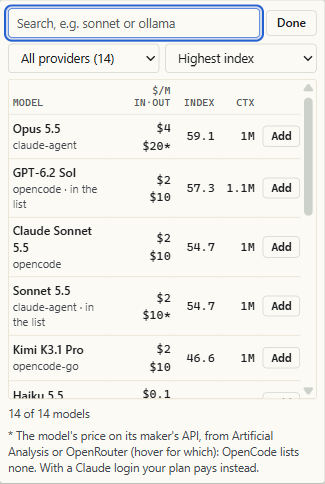 Search, e.g. sonnet or ollama
Done
All providers (14)
Highest index
$/M
MODEL IN·OUT INDEX CTX
Opus 5.5 $4
claude-agent $20* 59.1 1M Add
GPT-6.2 Sol
opencode · in the $2 57.3 1.1M Add
list $10
Claude Sonnet $2
5.5 $10 54.7 1M Add
opencode
Sonnet 5.5 $2
claude-agent · in $10* 54.7 1M Add
the list
Kimi K3.1 Pro $2
opencode-go $10 46.6 1M Add
Haiku 5.5 $0.1
14 of 14 models
* The model's price on its maker's API, from Artificial
Analysis or OpenRouter (hover for which): OpenCode lists
none. With a Claude login your plan pays instead.